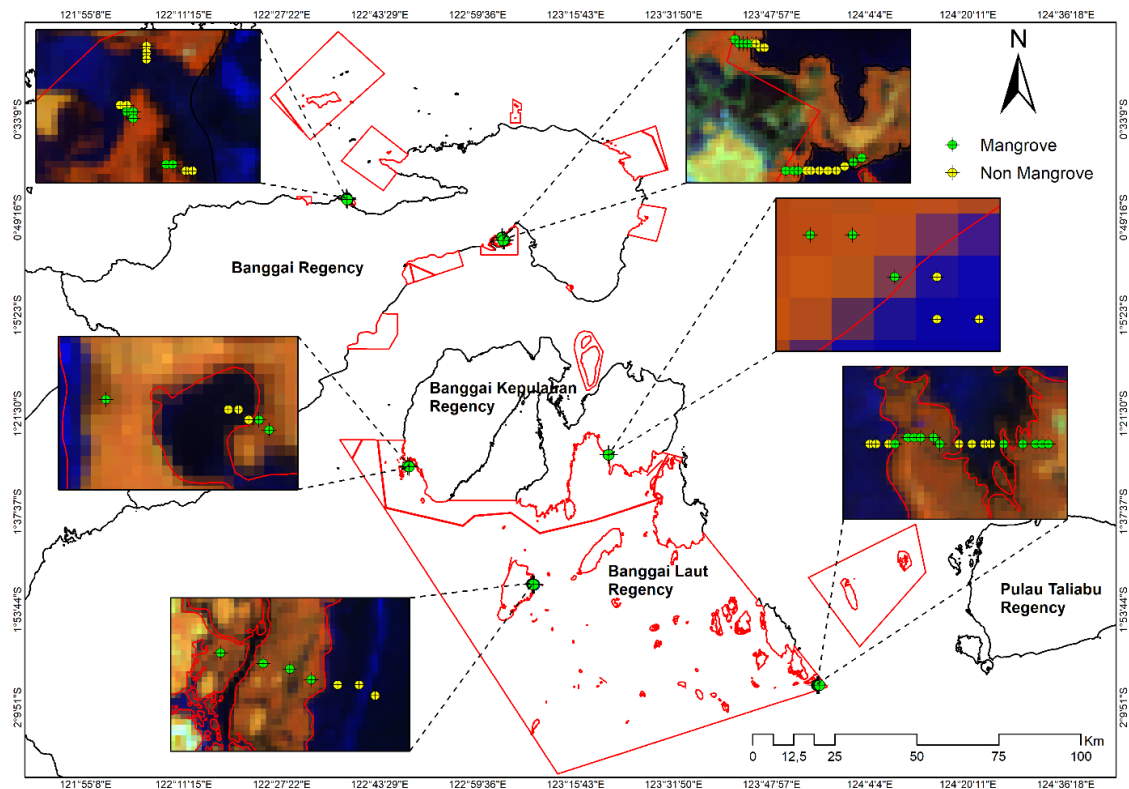 121°55'8"E 122°11'15"E 122°27'22"E 122°43'29"E 122°59'36"E 123°15'43"E 123°31'50"E 123°47'57"E 124°4'4"E 124°20'11"E 124°36'18"E
N
0°33'9"S
0°33'9"S
Mangrove
Non Mangrove
0°49'16"S
0°49'16"S
Banggai Regency
1°5'23"S
1°5'23"S
Banggai Kepulauan
Regency
1°21'30"S
1°21'30"S
1°37'37"S
1°37'37"S
Banggai Laut
Regency
Pulau Taliabu
Regency
1°53'44"S
1°53'44"S
2°9'51"S
2°9'51"S
Km
0 12,5 25 50 75 100
121°55'8"E 122°11'15"E 122°27'22"E 122°43'29"E 122°59'36"E 123°15'43"E 123°31'50"E 123°47'57"E 124°4'4"E 124°20'11"E 124°36'18"E